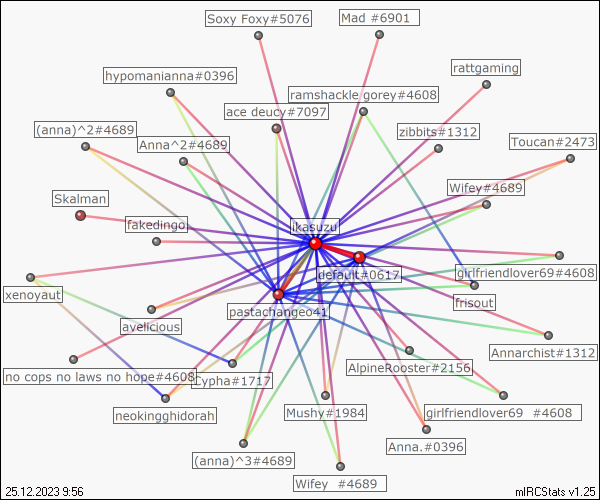 Soxy Foxy#5076
Mad #6901
rattgaming
hypomanianna#0396
ramshackle gorey#4608
ace deucy#7097
(anna)^2#4689
zibbits#1312
Anna^2#4689
Toucan#2473
Wifey#4689
Skalman
fakedingo
ikasuzu
default#0617
girlfriendlover69#4608
xenoyaut
frisout
pastachangeo41
avelicious
Annarchist#1312
AlpineRooster#2156
no cops no laws no hope#4608
Cypha#1717
neokingghidorah
Mushy#1984
girlfriendlover69 #4608
Anna.#0396
(anna)^3#4689
Wifey #4689
25.12.2023 9:56
mIRCStats v1.25